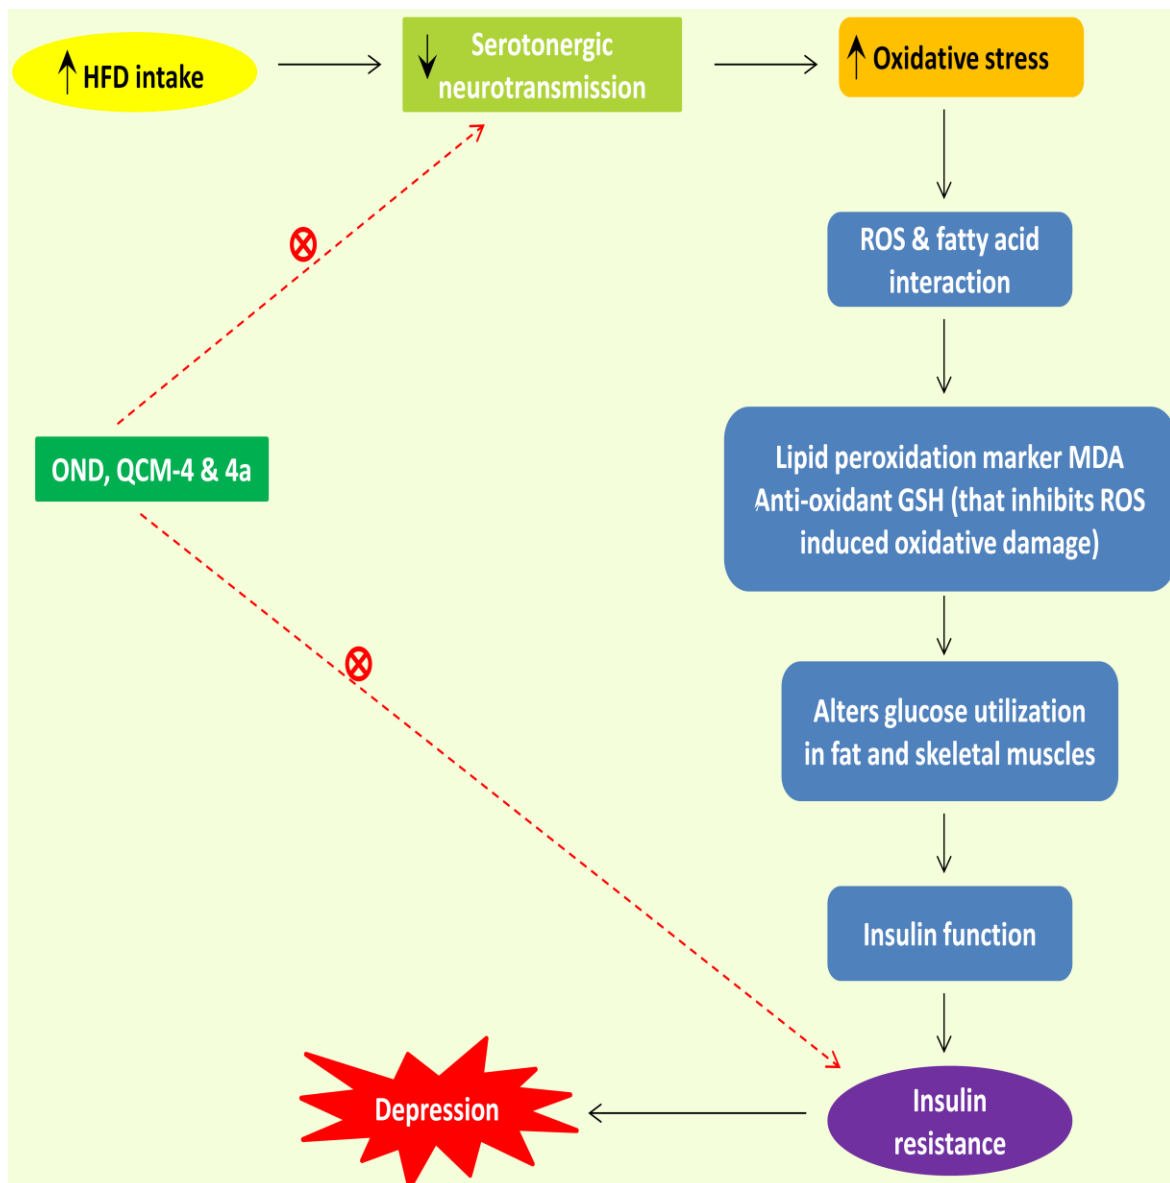 HFD intake
Serotonergic
neurotransmission
Oxidative stress
ROS & fatty acid
interaction
OND, QCM-4 & 4a
Lipid peroxidation marker MDA
Anti-oxidant GSH (that inhibits ROS
induced oxidative damage)
Alters glucose utilization
in fat and skeletal muscles
Insulin function
Depression
Insulin
resistance